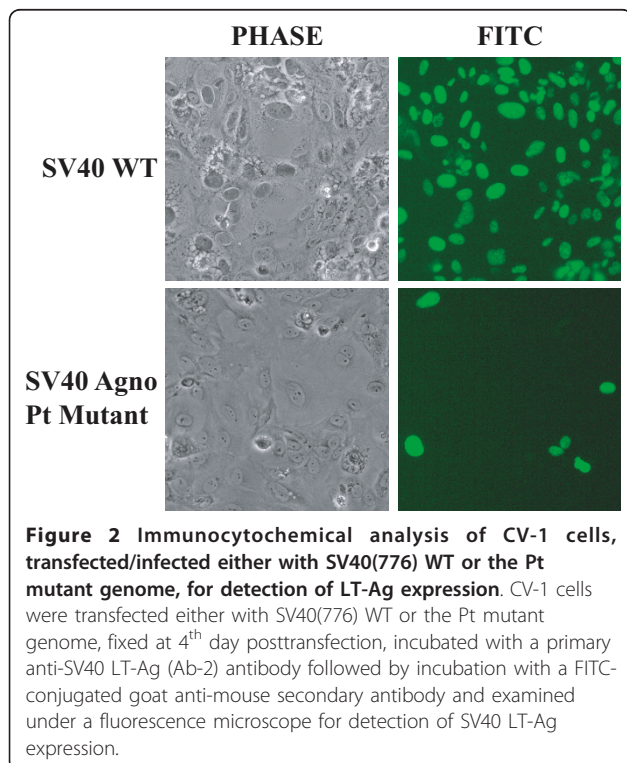 PHASE FITC
SV40 WT
SV40 Agno
Pt Mutant
Figure 2 Immunocytochemical analysis of CV-1 cells,
transfected/infected either with SV40(776) WT or the Pt
mutant genome, for detection of LT-Ag expression. CV-1 cells
were transfected either with SV40(776) WT or the Pt mutant
genome, fixed at 4th day posttransfection, incubated with a primary
anti-SV40 LT-Ag (Ab-2) antibody followed by incubation with a FITC-
conjugated goat anti-mouse secondary antibody and examined
under a fluorescence microscope for detection of SV40 LT-Ag
expression.